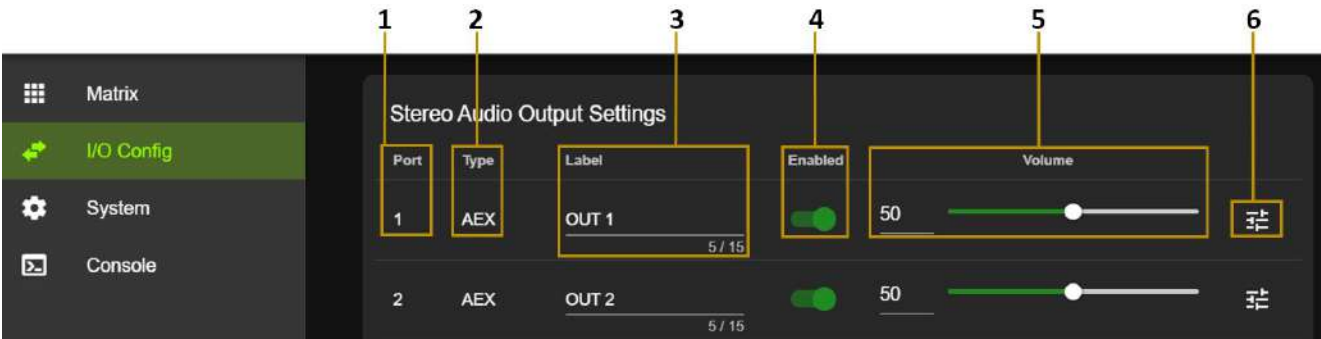 1 2 3 4 5 6
Matrix
I/O Config
System
Console
Stereo Audio Output Settings
Port Type Label Enabled Volume
1 AEX OUT 1 50
5 / 15
2 AEX OUT 2 50
5 / 15